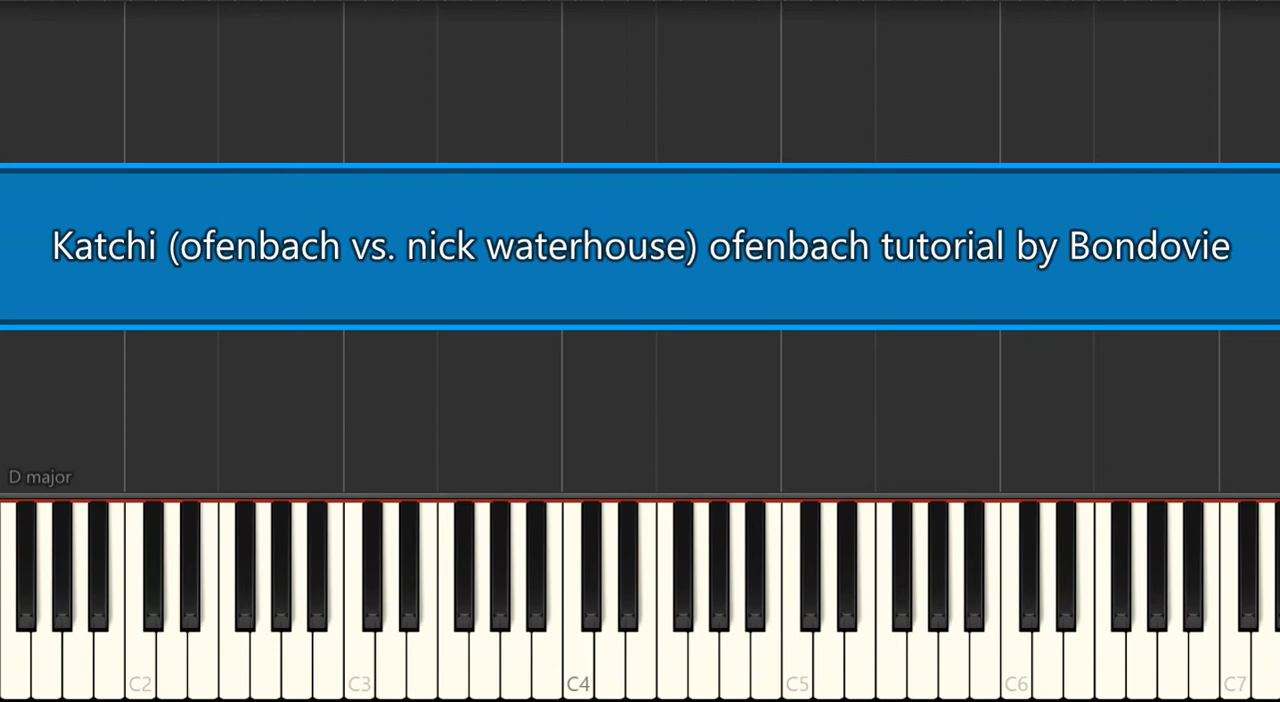 Katchi (ofenbach vs. nick waterhouse) ofenbach tutorial by Bondovie
D major
C2 C3 C4 C5 C6 C7